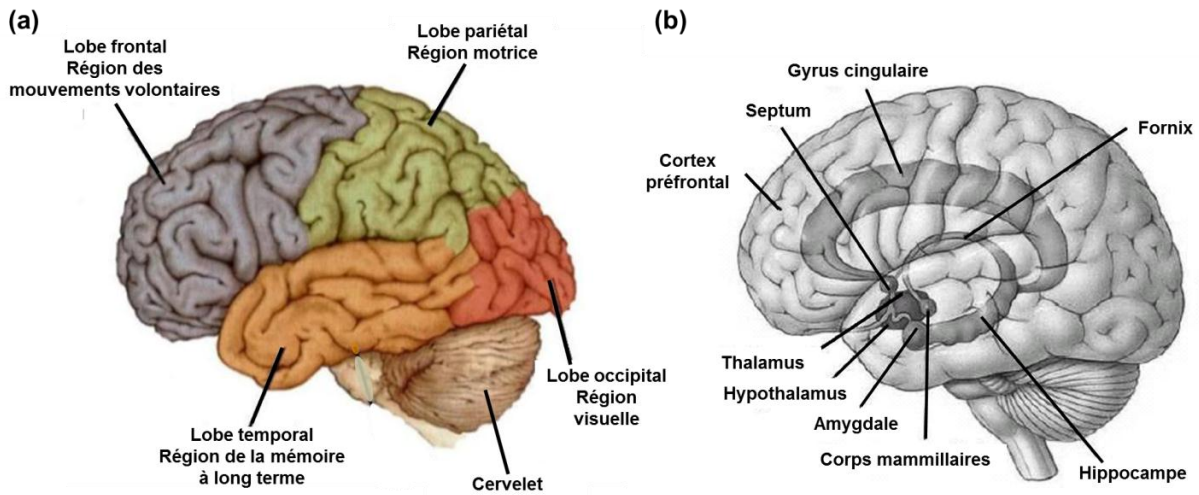 (a)
Lobe frontal
Région des
mouvements volontaires
Lobe pariétal
Région motrice
Lobe occipital
Région
visuelle
Lobe temporal
Région de la mémoire
à long terme
Cervelet
(b)
Gyrus cingulaire
Septum
Fornix
Cortex
préfrontal
Thalamus
Hypothalamus
Amygdale
Corps mammillaires
Hippocampe